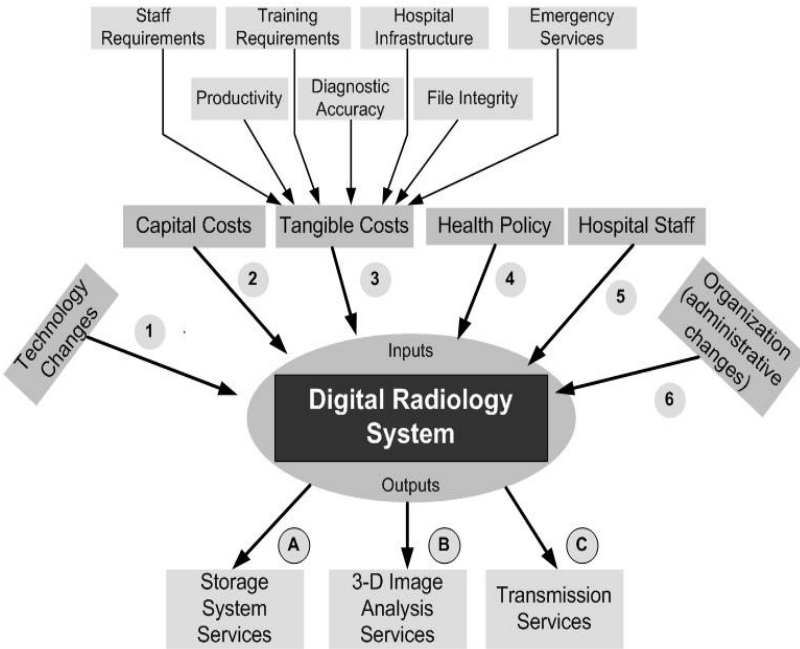 Staff
Requirements
Training
Requirements
Hospital
Infrastructure
Emergency
Services
Productivity
Diagnostic
Accuracy
File Integrity
Capital Costs
Tangible Costs
Health Policy
Hospital Staff
Technology
Changes
Organization
(administrative
changes)
1
2
3
4
5
6
Inputs
Digital Radiology
System
Outputs
A
B
C
Storage
System
Services
3-D Image
Analysis
Services
Transmission
Services